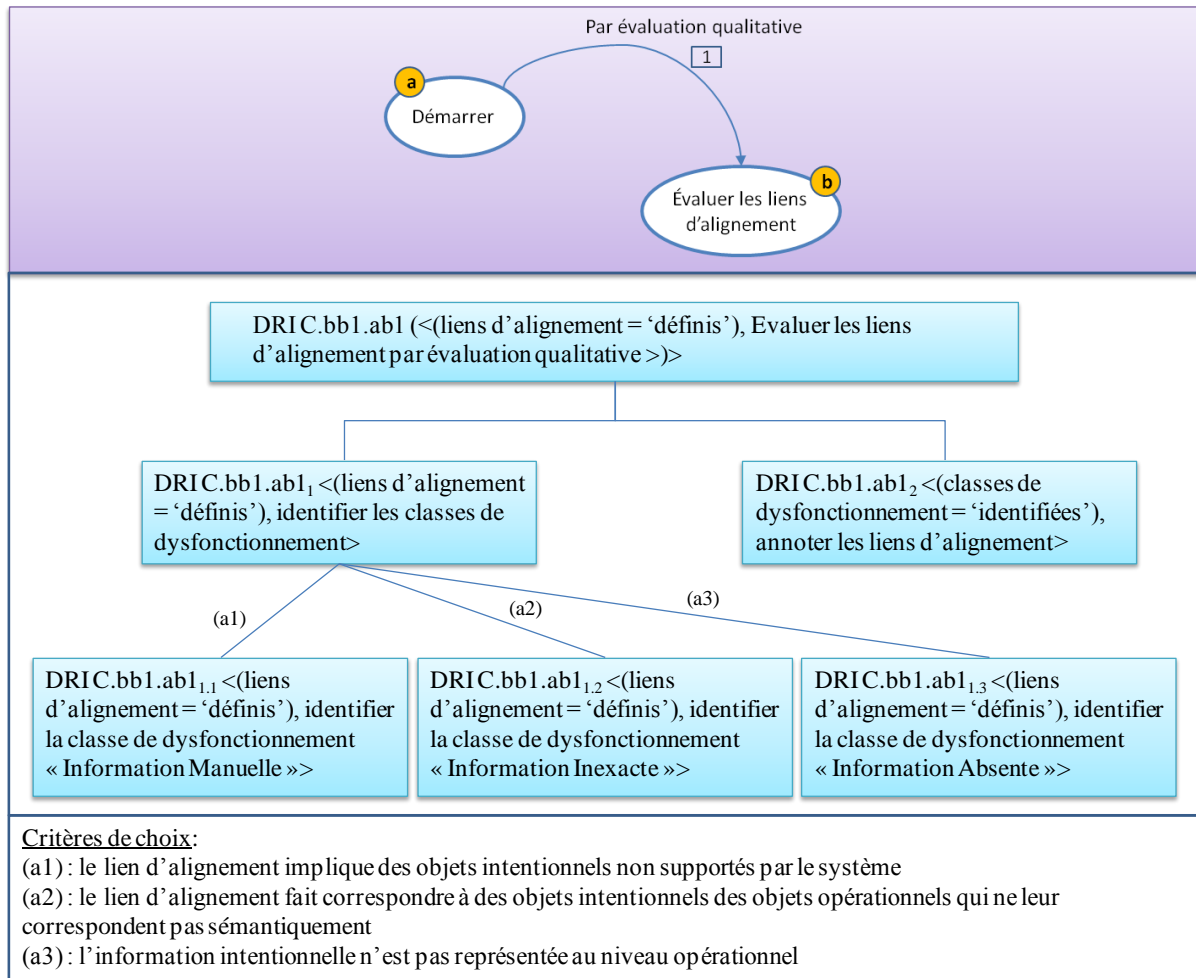 Par évaluation qualitative
1
a
Démarrer
b
Évaluer les liens
d'alignement
DRIC.bb1.ab1 (<(liens d'alignement = 'définis'), Evaluer les liens
d'alignement par évaluation qualitative >)>
DRIC.bb1.ab1₁ <(liens d'alignement
= 'définis'), identifier les classes de
dysfonctionnement>
DRIC.bb1.ab1₂ <(classes de
dysfonctionnement = 'identifiées'),
annoter les liens d'alignement>
(a1)
(a2)
(a3)
DRIC.bb1.ab1₁.₁ <(liens
d'alignement = 'définis'), identifier
la classe de dysfonctionnement
« Information Manuelle »>
DRIC.bb1.ab1₁.₂ <(liens
d'alignement = 'définis'), identifier
la classe de dysfonctionnement
« Information Inexacte »>
DRIC.bb1.ab1₁.₃ <(liens
d'alignement = 'définis'), identifier
la classe de dysfonctionnement
« Information Absente »>
Critères de choix:
(a1) : le lien d'alignement implique des objets intentionnels non supportés par le système
(a2) : le lien d'alignement fait correspondre à des objets intentionnels des objets opérationnels qui ne leur
correspondent pas sémantiquement
(a3) : l'information intentionnelle n'est pas représentée au niveau opérationnel